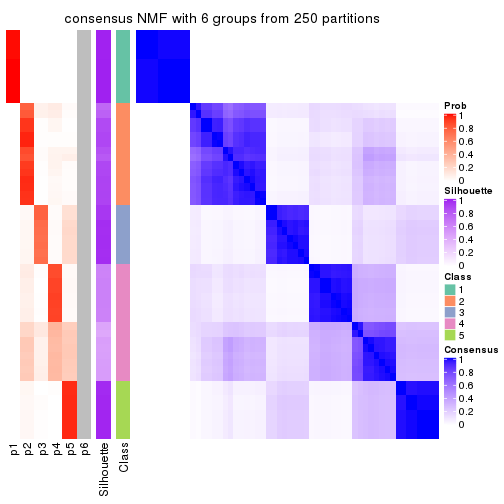 consensus NMF with 6 groups from 250 partitions
Prob
1
0.8
0.6
0.4
0.2
0
Silhouette
1
0.8
0.6
0.4
0.2
0
Class
1
2
3
4
5
Consensus
1
0.8
0.6
0.4
0.2
0
p1
p2
p3
p4
p5
p6
Silhouette
Class